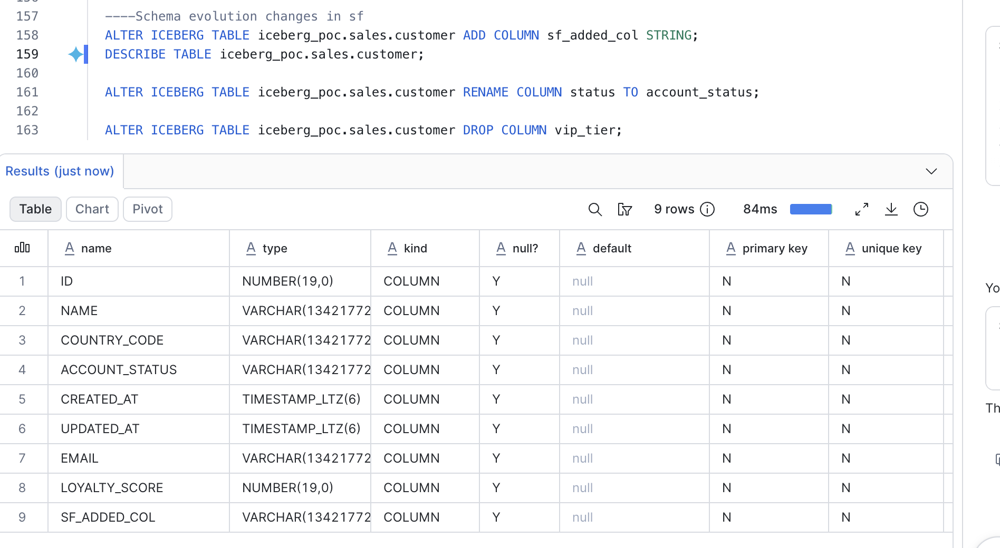 157 ----Schema evolution changes in sf
158 ALTER ICEBERG TABLE iceberg_poc.sales.customer ADD COLUMN sf_added_col STRING;
159 DESCRIBE TABLE iceberg_poc.sales.customer;
160
161 ALTER ICEBERG TABLE iceberg_poc.sales.customer RENAME COLUMN status TO account_status;
162
163 ALTER ICEBERG TABLE iceberg_poc.sales.customer DROP COLUMN vip_tier;
Results (just now)
Table Chart Pivot 9 rows 84ms
name type kind null? default primary key unique key
1 ID NUMBER(19,0) COLUMN Y null N N
2 NAME VARCHAR(13421772 COLUMN Y null N N
3 COUNTRY_CODE VARCHAR(13421772 COLUMN Y null N N
4 ACCOUNT_STATUS VARCHAR(13421772 COLUMN Y null N N
5 CREATED_AT TIMESTAMP_LTZ(6) COLUMN Y null N N
6 UPDATED_AT TIMESTAMP_LTZ(6) COLUMN Y null N N
7 EMAIL VARCHAR(13421772 COLUMN Y null N N
8 LOYALTY_SCORE NUMBER(19,0) COLUMN Y null N N
9 SF_ADDED_COL VARCHAR(13421772 COLUMN Y null N N
Yo
Th